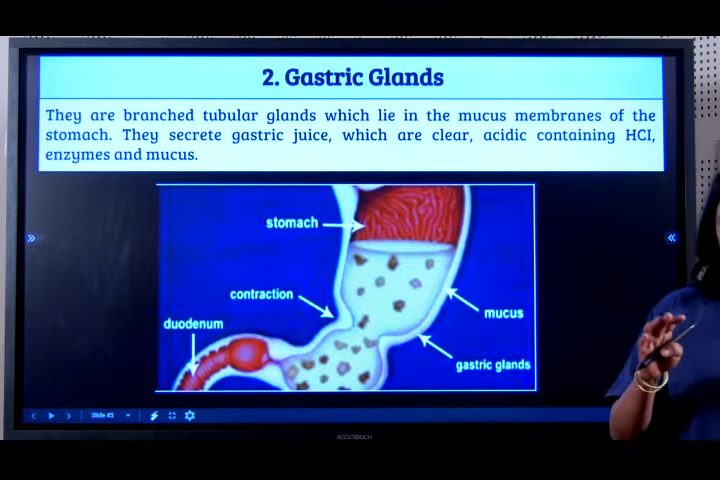 2. Gastric Glands
They are branched tubular glands which lie in the mucus membranes of the
stomach. They secrete gastric juice, which are clear, acidic containing HCl,
enzymes and mucus.
stomach
contraction
mucus
duodenum
gastric glands
Slide 45
ACCUTOUCH